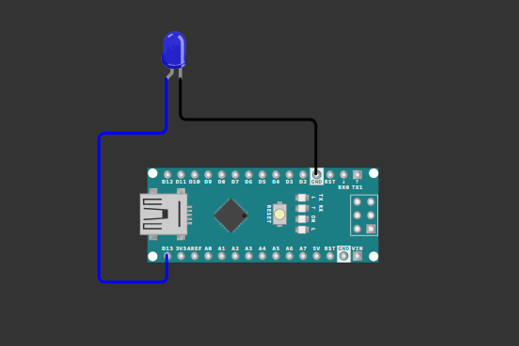 D12 D11 D10 D9 D8 D7 D6 D5 D4 D3 D2 GND RST
RX0 TX1
RESET
TX RX
ON L
D13 3V3 AREF A0 A1 A2 A3 A4 A5 A6 A7 5V RST GND VIN